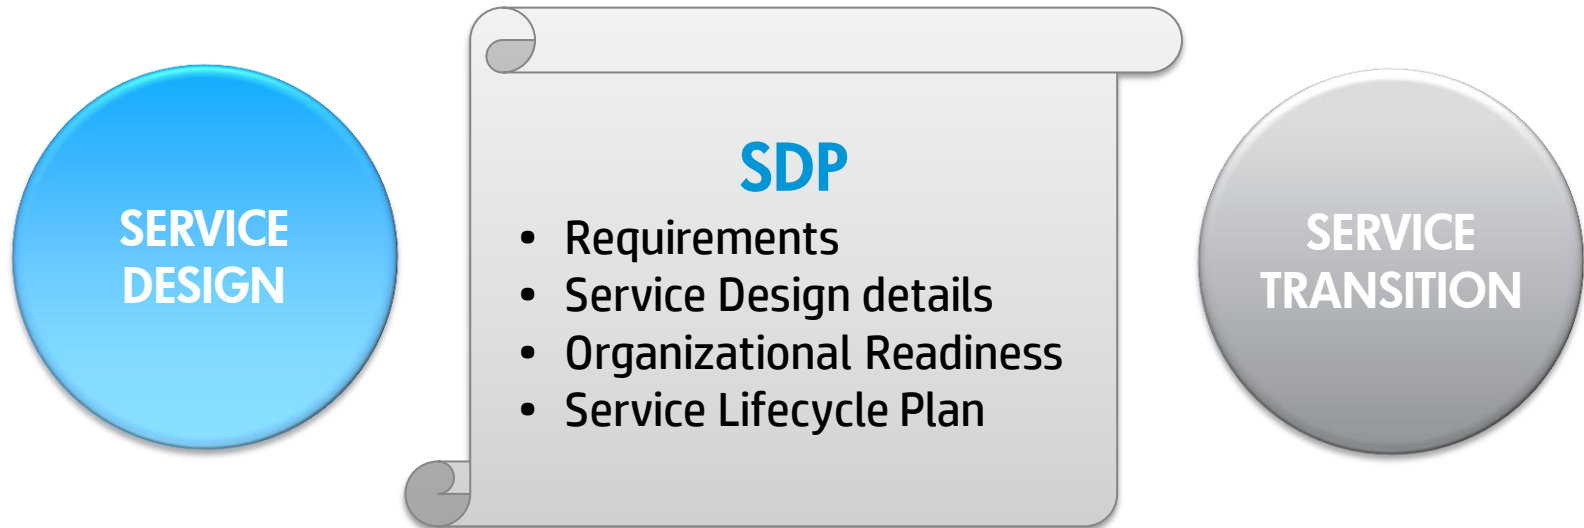 SERVICE
DESIGN
SDP
• Requirements
• Service Design details
• Organizational Readiness
• Service Lifecycle Plan
SERVICE
TRANSITION